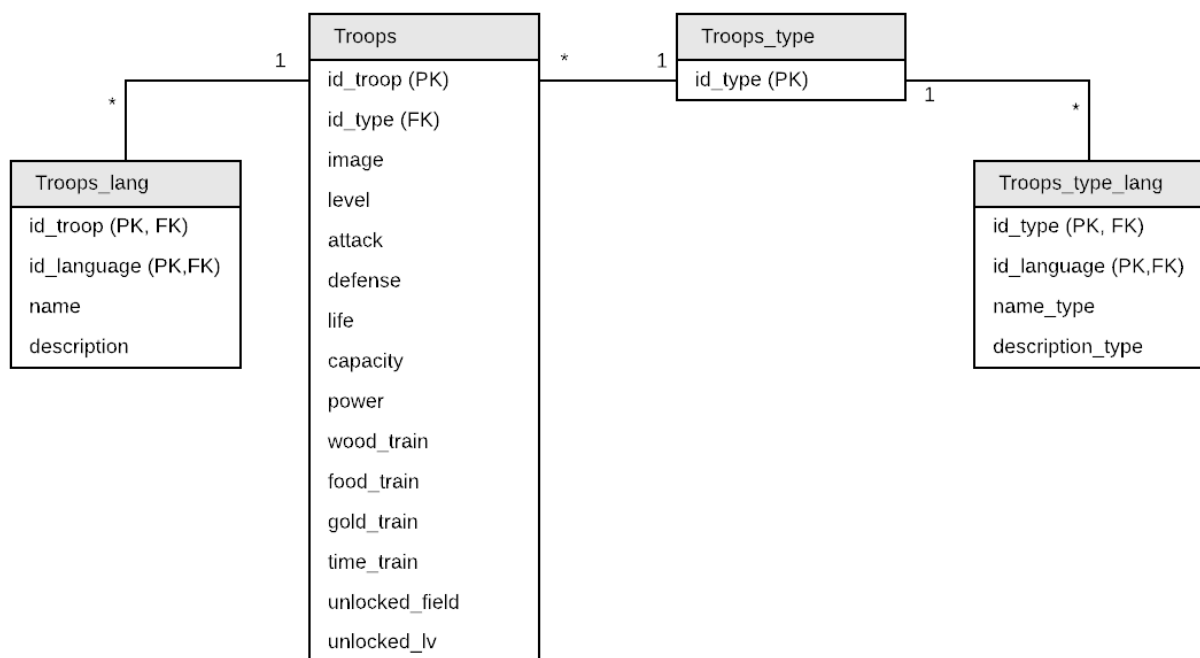 Troops
id_troop (PK)
id_type (FK)
image
level
attack
defense
life
capacity
power
wood_train
food_train
gold_train
time_train
unlocked_field
unlocked_lv
Troops_type
id_type (PK)
Troops_lang
id_troop (PK, FK)
id_language (PK,FK)
name
description
Troops_type_lang
id_type (PK, FK)
id_language (PK,FK)
name_type
description_type
1
*
*
1
1
*